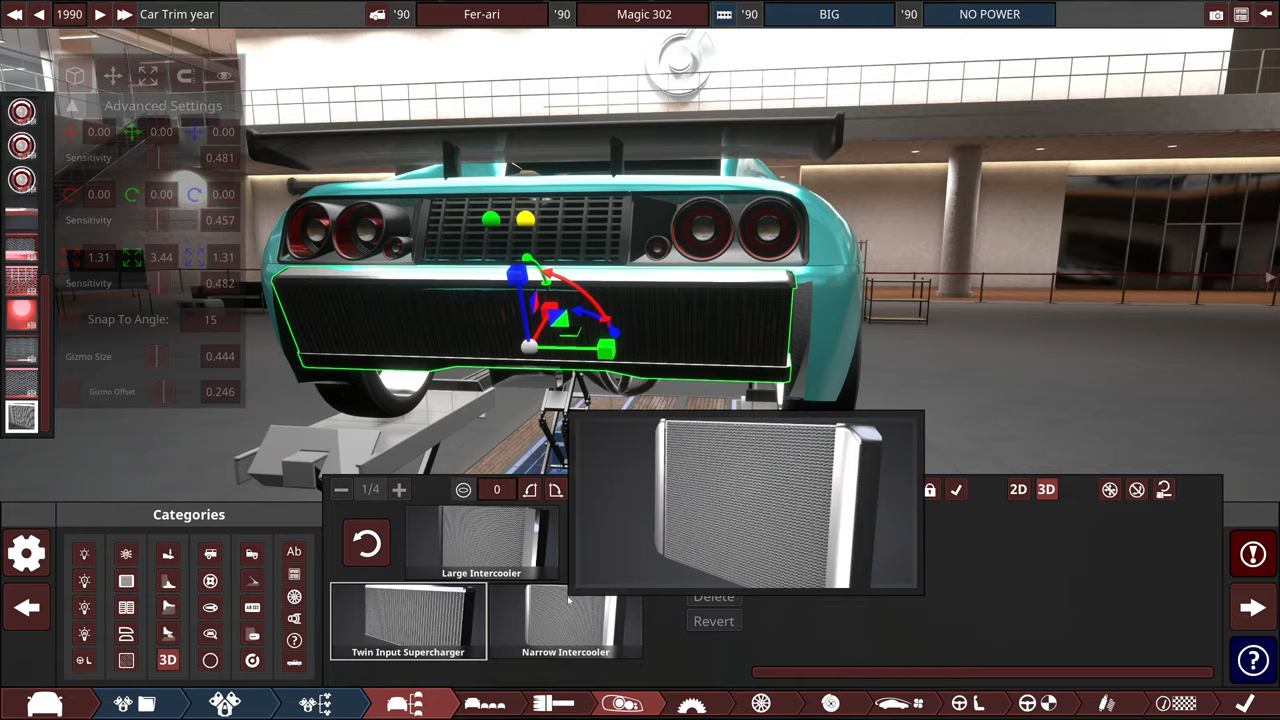 1990 Car Trim year '90 Fer-ari '90 Magic 302 '90 BIG '90 NO POWER
Advanced Settings
0.00 0.00 0.00
Sensitivity 0.481
0.00 0.00 0.00
Sensitivity 0.457
1.31 3.44 1.31
Sensitivity 0.482
Snap To Angle: 15
Gizmo Size 0.444
Gizmo Offset 0.246
1/4 0 2D 3D
Categories
Ab
L
3D
Large Intercooler
Twin Input Supercharger
Narrow Intercooler
Delete
Revert